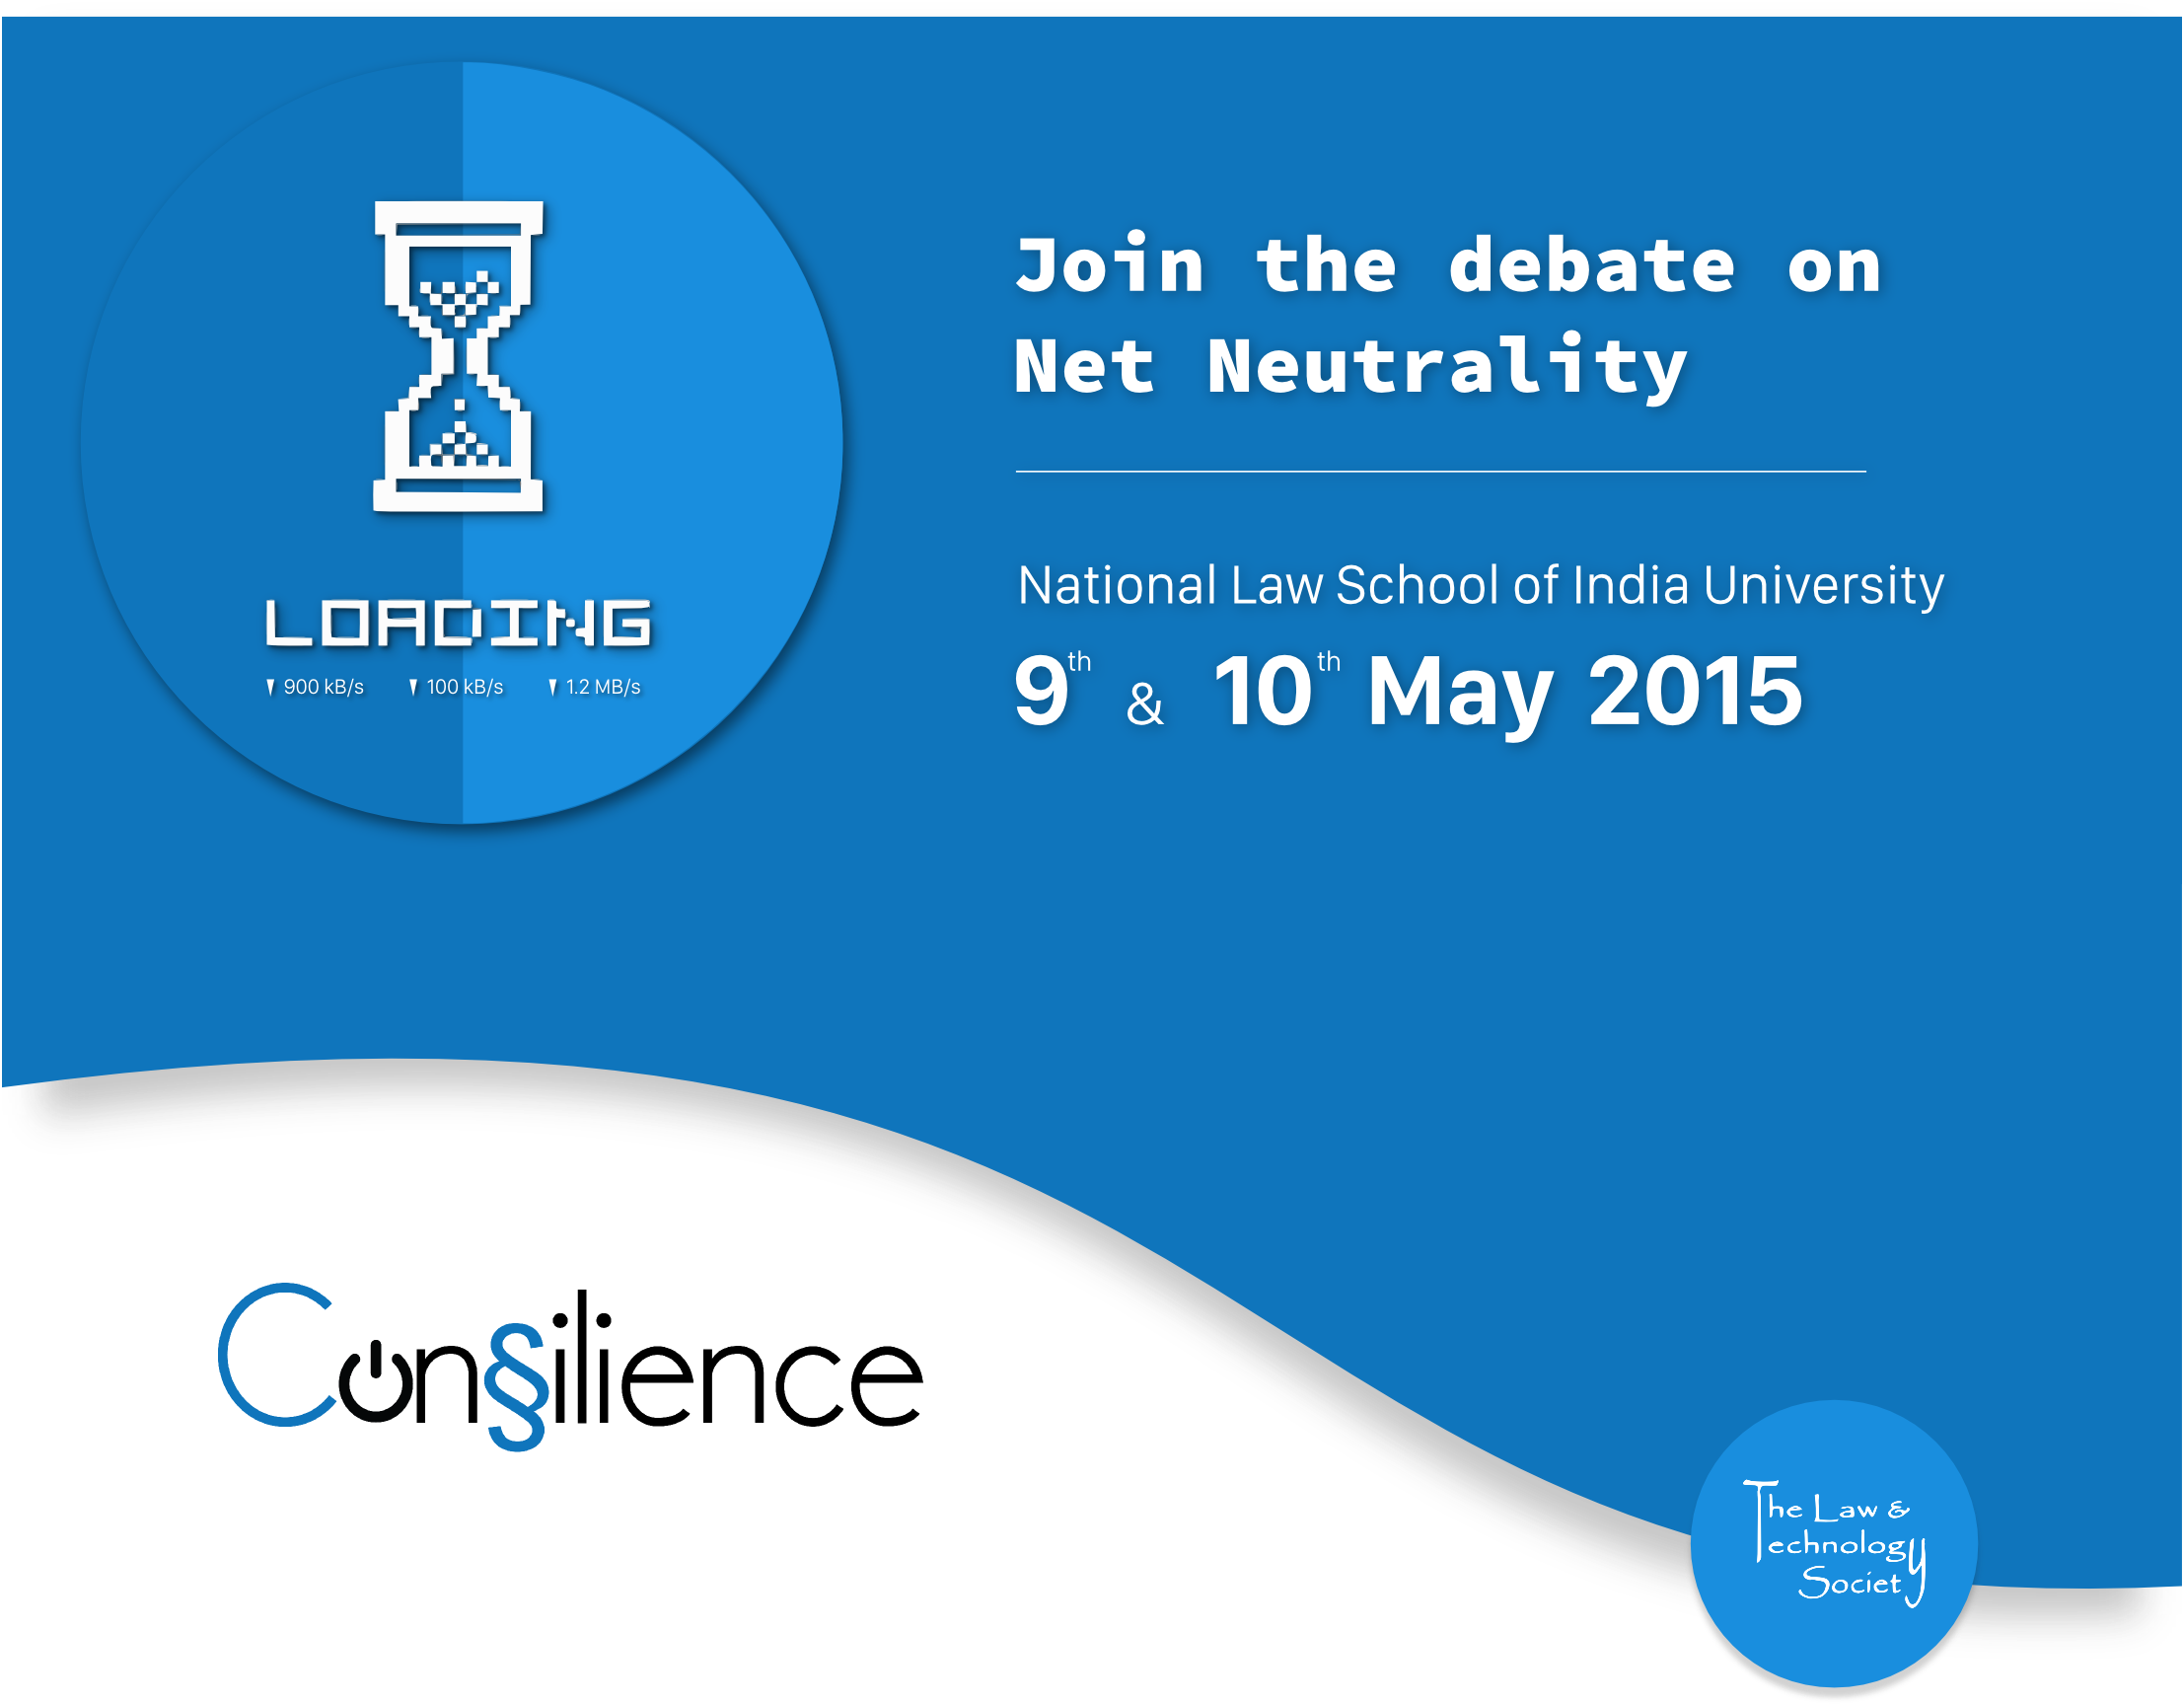 LOADING
900 kB/s 100 kB/s 1.2 MB/s
Join the debate on
Net Neutrality
National Law School of India University
9th & 10th May 2015
Consilience
The Law &
Technology
Society